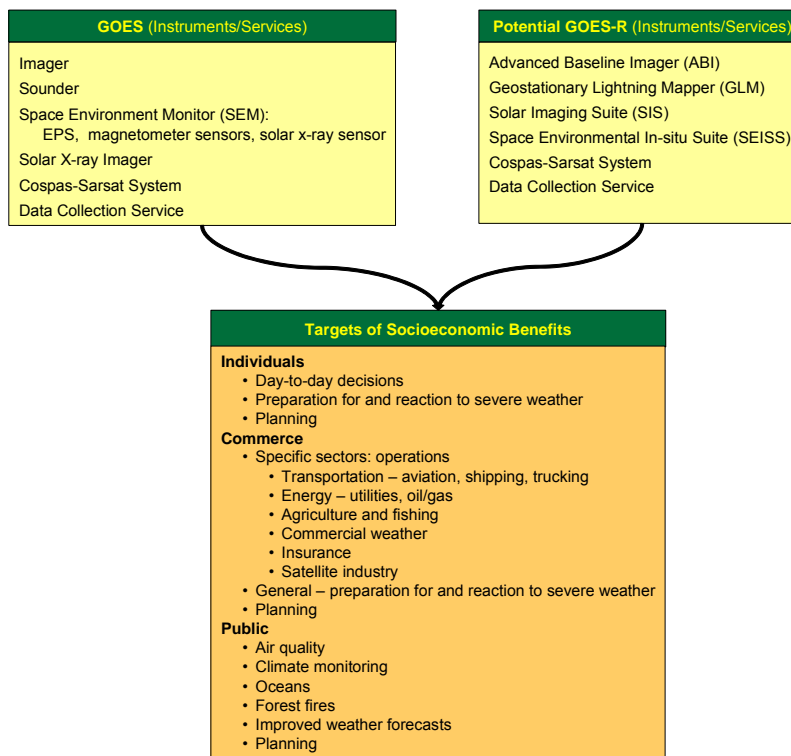 GOES (Instruments/Services)
Imager
Sounder
Space Environment Monitor (SEM):
EPS, magnetometer sensors, solar x-ray sensor
Solar X-ray Imager
Cospas-Sarsat System
Data Collection Service
Potential GOES-R (Instruments/Services)
Advanced Baseline Imager (ABI)
Geostationary Lightning Mapper (GLM)
Solar Imaging Suite (SIS)
Space Environmental In-situ Suite (SEISS)
Cospas-Sarsat System
Data Collection Service
Targets of Socioeconomic Benefits
Individuals
• Day-to-day decisions
• Preparation for and reaction to severe weather
• Planning
Commerce
• Specific sectors: operations
• Transportation – aviation, shipping, trucking
• Energy – utilities, oil/gas
• Agriculture and fishing
• Commercial weather
• Insurance
• Satellite industry
• General – preparation for and reaction to severe weather
• Planning
Public
• Air quality
• Climate monitoring
• Oceans
• Forest fires
• Improved weather forecasts
• Planning